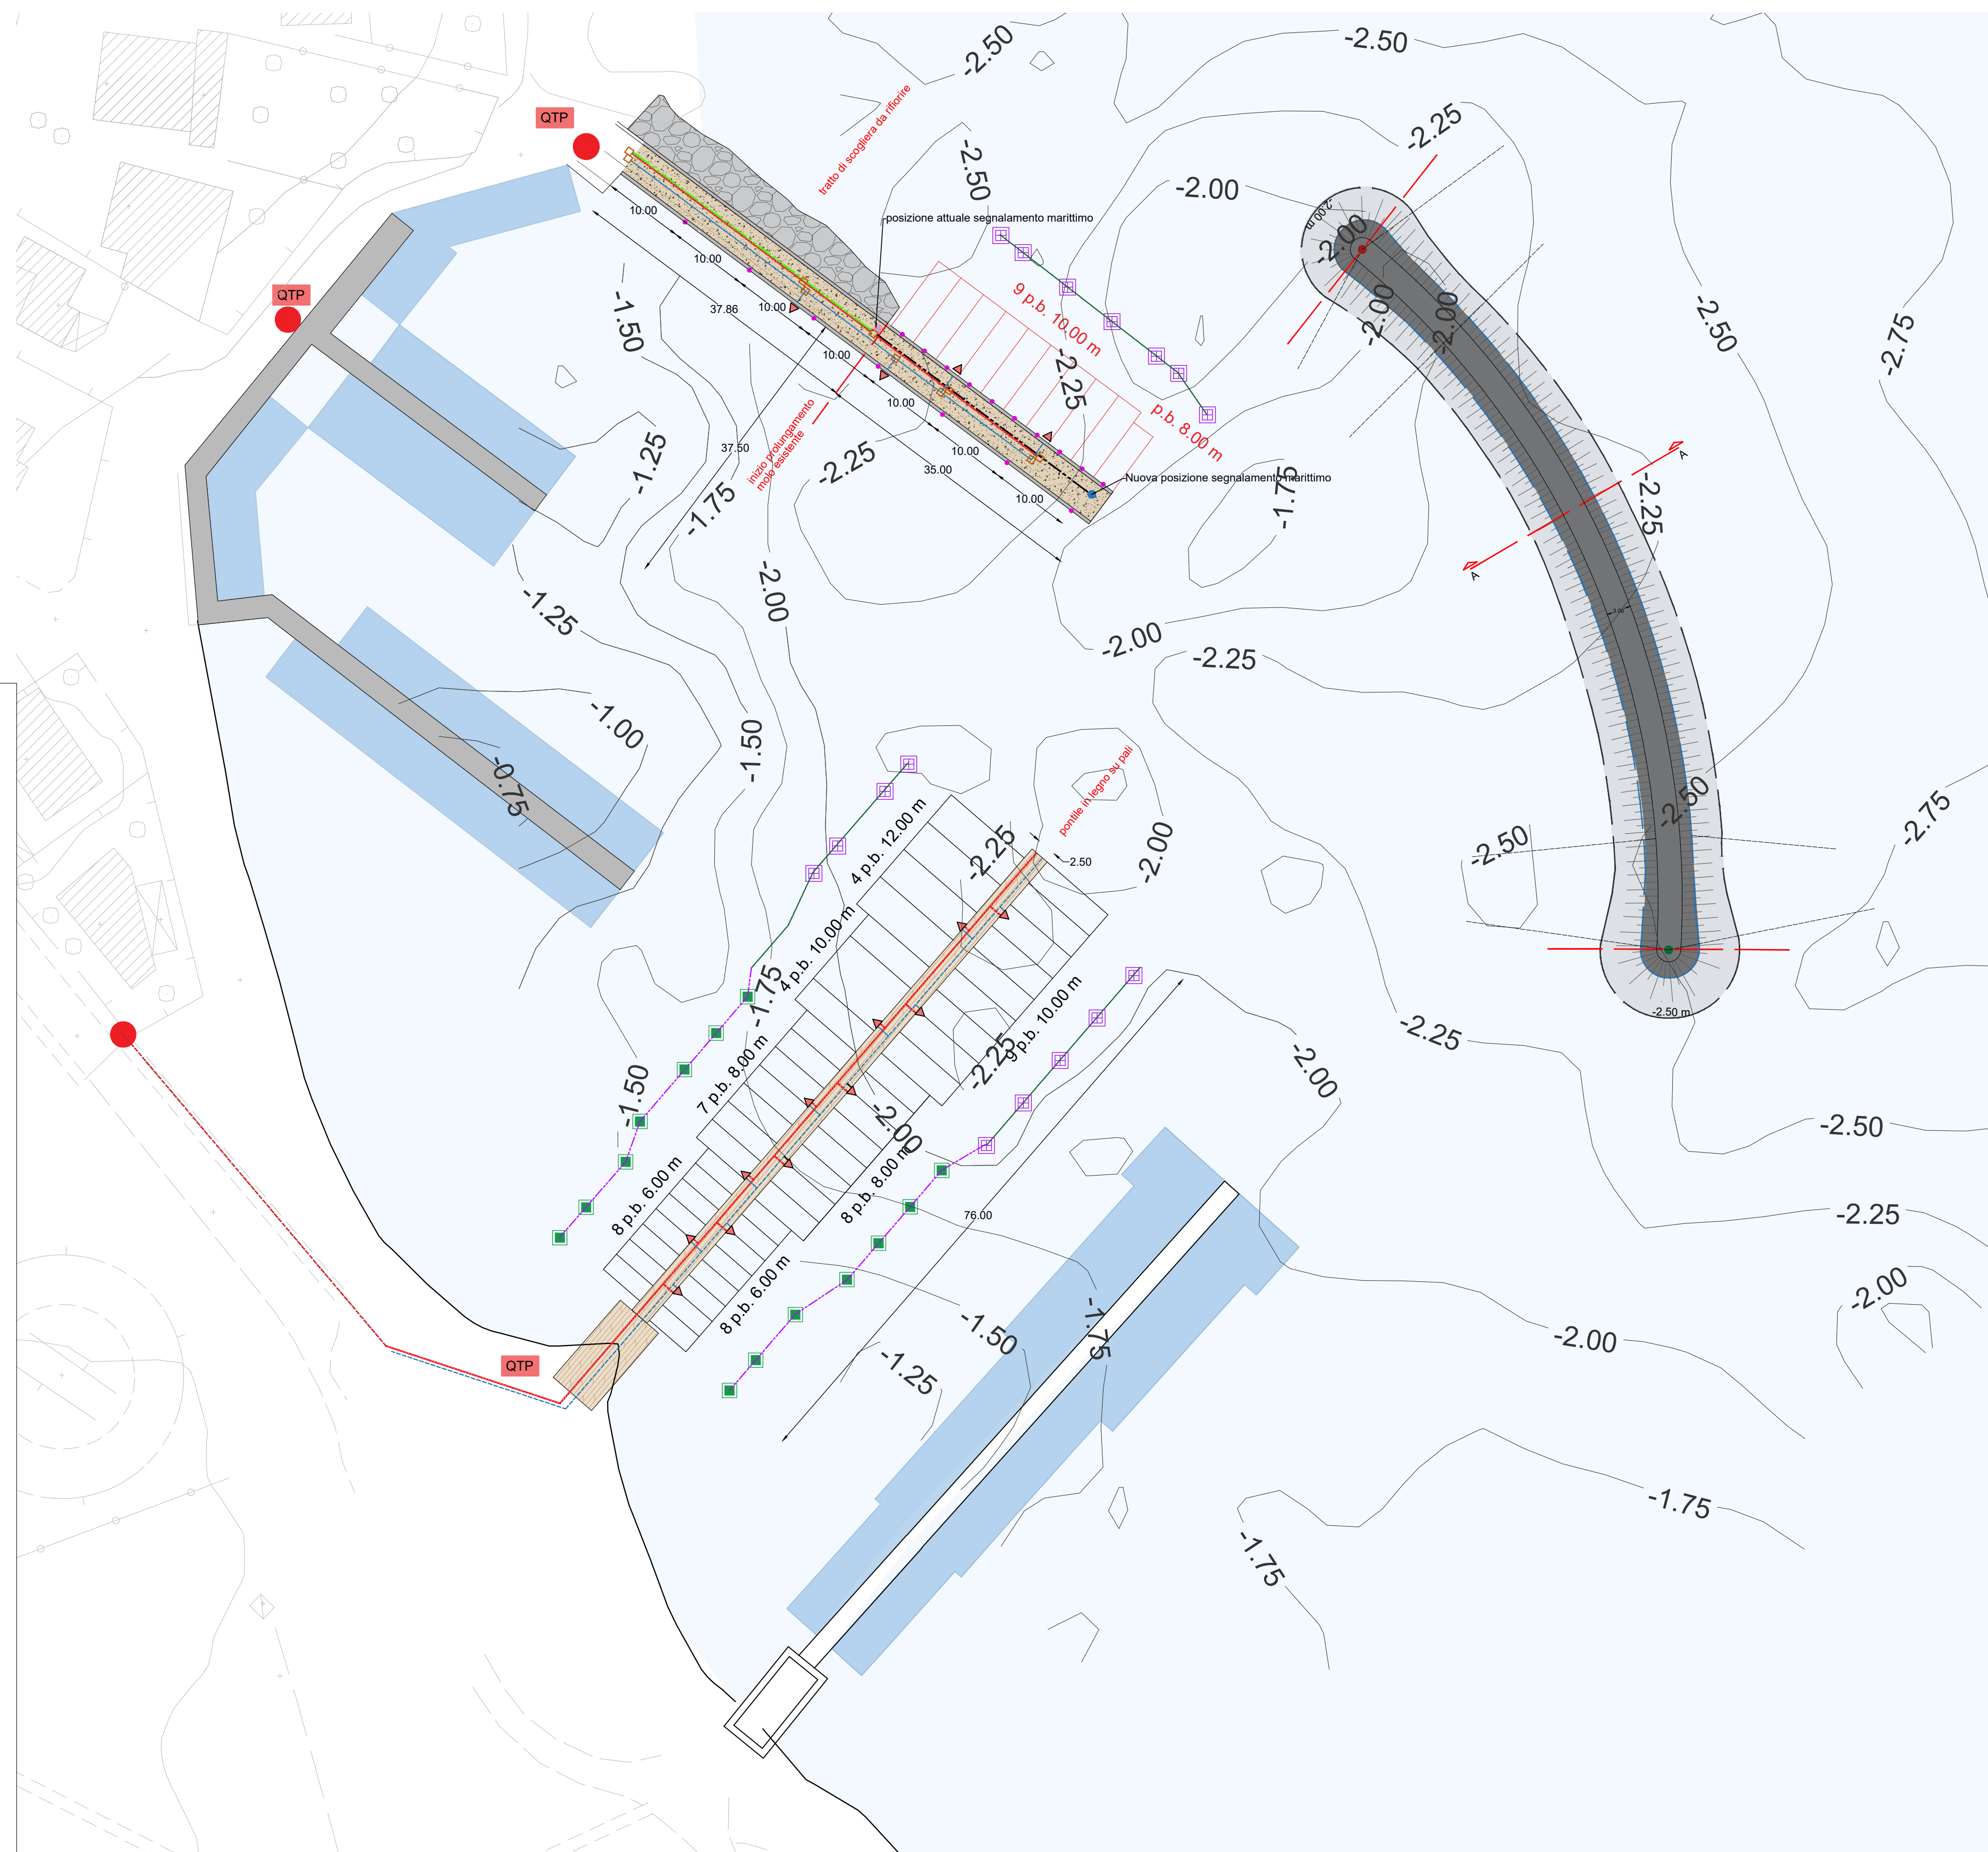 -2.50
-2.50
QTP
tratto di scogliera da rifiorire
-2.25
-2.50
-2.00
10.00
posizione attuale segnalamento marittimo
-2.00 m
-2.00
10.00
QTP
9 p.b. 10.00 m
-2.00
-2.00
-2.50
-2.75
37.86
10.00
-1.50
10.00
-2.25
10.00
p.b. 8.00 m
inizio prolungamento
molo esistente
37.50
-1.25
-2.25
10.00
35.00
A
Nuova posizione segnalamento marittimo
10.00
-1.75
-1.75
-2.25
A
-2.00
-1.25
3.00
-2.00
-2.25
-1.00
-1.50
-0.75
pontile in legno su pali
4 p.b. 12.00 m
-2.25
-2.00
2.50
-2.50
-2.50
-2.75
4 p.b. 10.00 m
-1.75
9 p.b. 10.00 m
-2.50 m
-2.25
7 p.b. 8.00 m
-2.25
-2.00
-1.50
-2.00
-2.50
8 p.b. 6.00 m
8 p.b. 8.00 m
76.00
-2.25
8 p.b. 6.00 m
-2.00
-1.50
-1.75
-2.00
QTP
-1.25
-1.75
-1.75